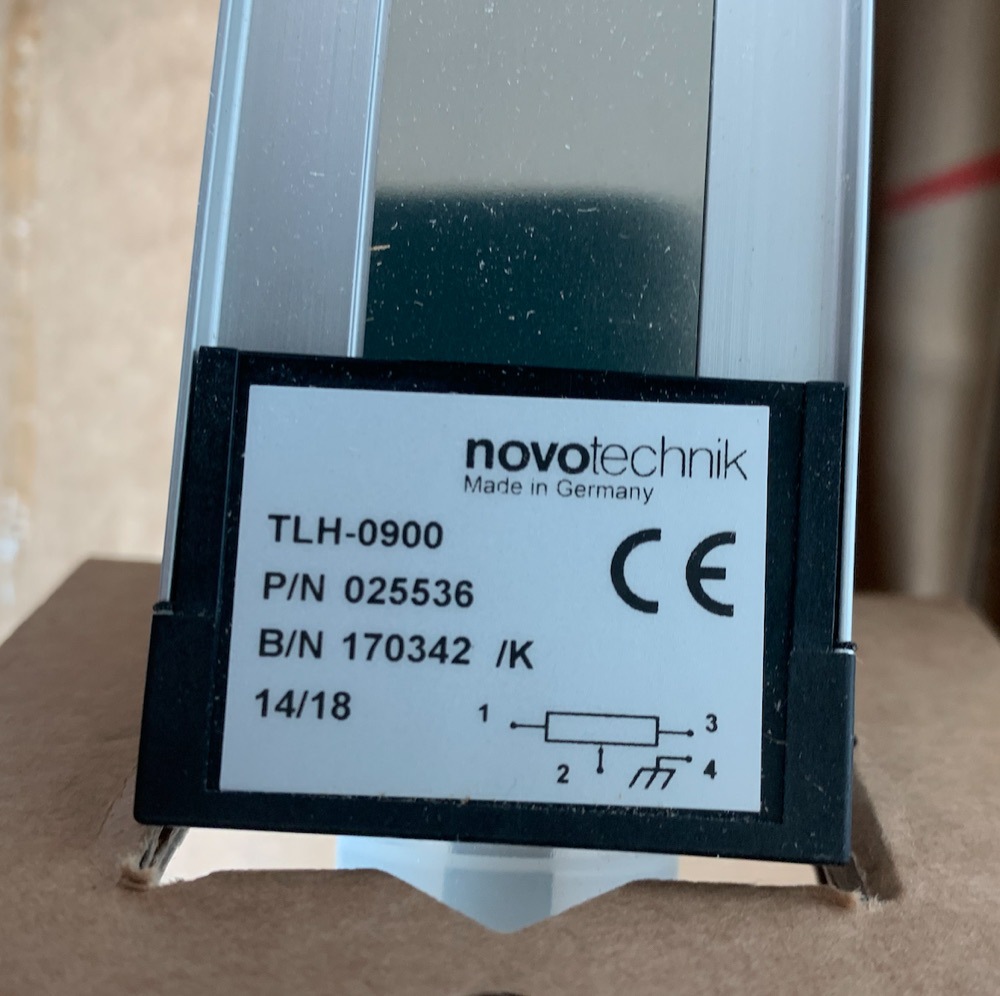 novotechnik
Made in Germany
TLH-0900
CE
P/N 025536
B/N 170342 /K
14/18
1
3
2
4